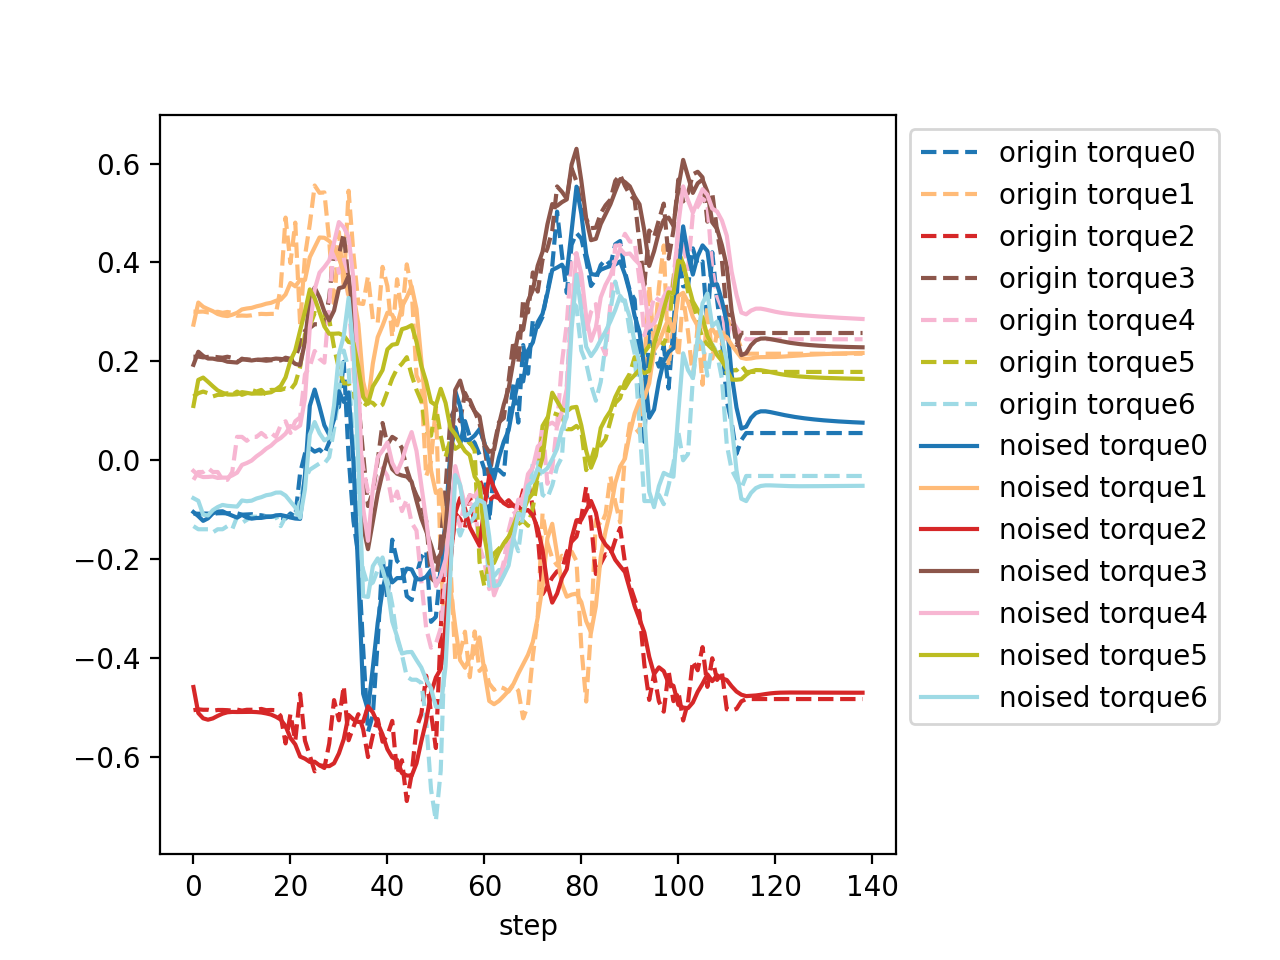 0.6
0.4
0.2
0.0
−0.2
−0.4
−0.6
0 20 40 60 80 100 120 140
step
origin torque0
origin torque1
origin torque2
origin torque3
origin torque4
origin torque5
origin torque6
noised torque0
noised torque1
noised torque2
noised torque3
noised torque4
noised torque5
noised torque6